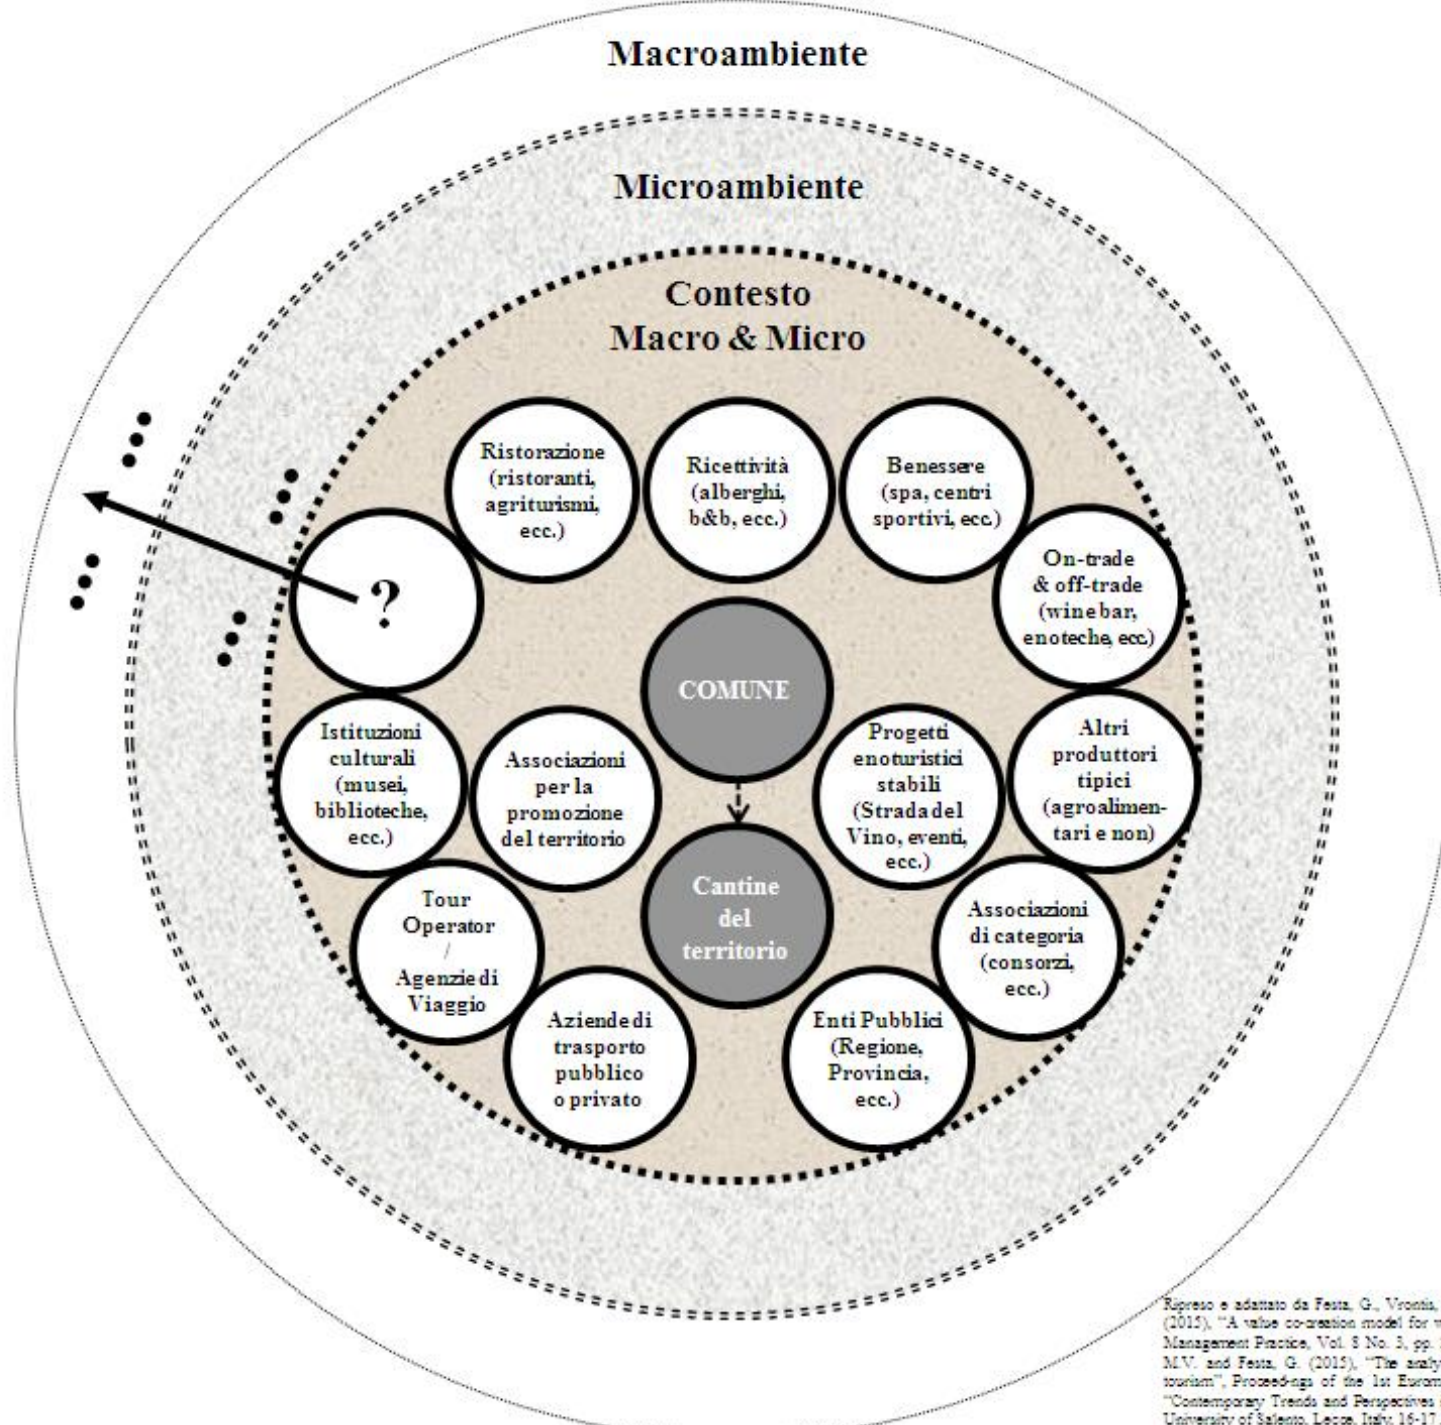 Macroambiente
Microambiente
Contesto
Macro & Micro
Ristorazione
(ristoranti,
agriturismi,
ecc.)
Ricettività
(alberghi,
b&b, ecc.)
Benessere
(spa, centri
sportivi, ecc.)
On-trade
& off-trade
(wine bar,
enoteche, ecc.)
?
COMUNE
Istituzioni
culturali
(musei,
biblioteche,
ecc.)
Associazioni
per la
promozione
del territorio
Progetti
enoturistici
stabili
(Strada del
Vino, eventi,
ecc.)
Altri
produttori
tipici
(agroalimen-
tari e non)
Cantine
del
territorio
Tour
Operator
/
Agenzie di
Viaggio
Associazioni
di categoria
(consorzi,
ecc.)
Aziende di
trasporto
pubblico
o privato
Enti Pubblici
(Regione,
Provincia,
ecc.)
Ripreso e adattato da Festa, G., Vrontis,
(2015), "A value co-creation model for
Management Practice, Vol. 8 No. 3, pp.
M.V. and Festa, G. (2015), "The
tourism", Proceedings of the 1st
"Contemporary Trends and Perspectives
University of Salento, Lecce, Italy, 16-17